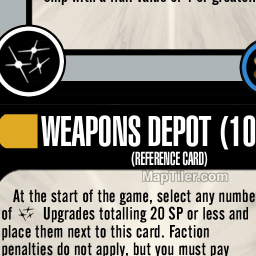 WEAPONS DEPOT (10
(REFERENCE CARD)
MapTiler.com
At the start of the game, select any numbe
of Upgrades totalling 20 SP or less and
place them next to this card. Faction
penalties do not apply, but you must pay